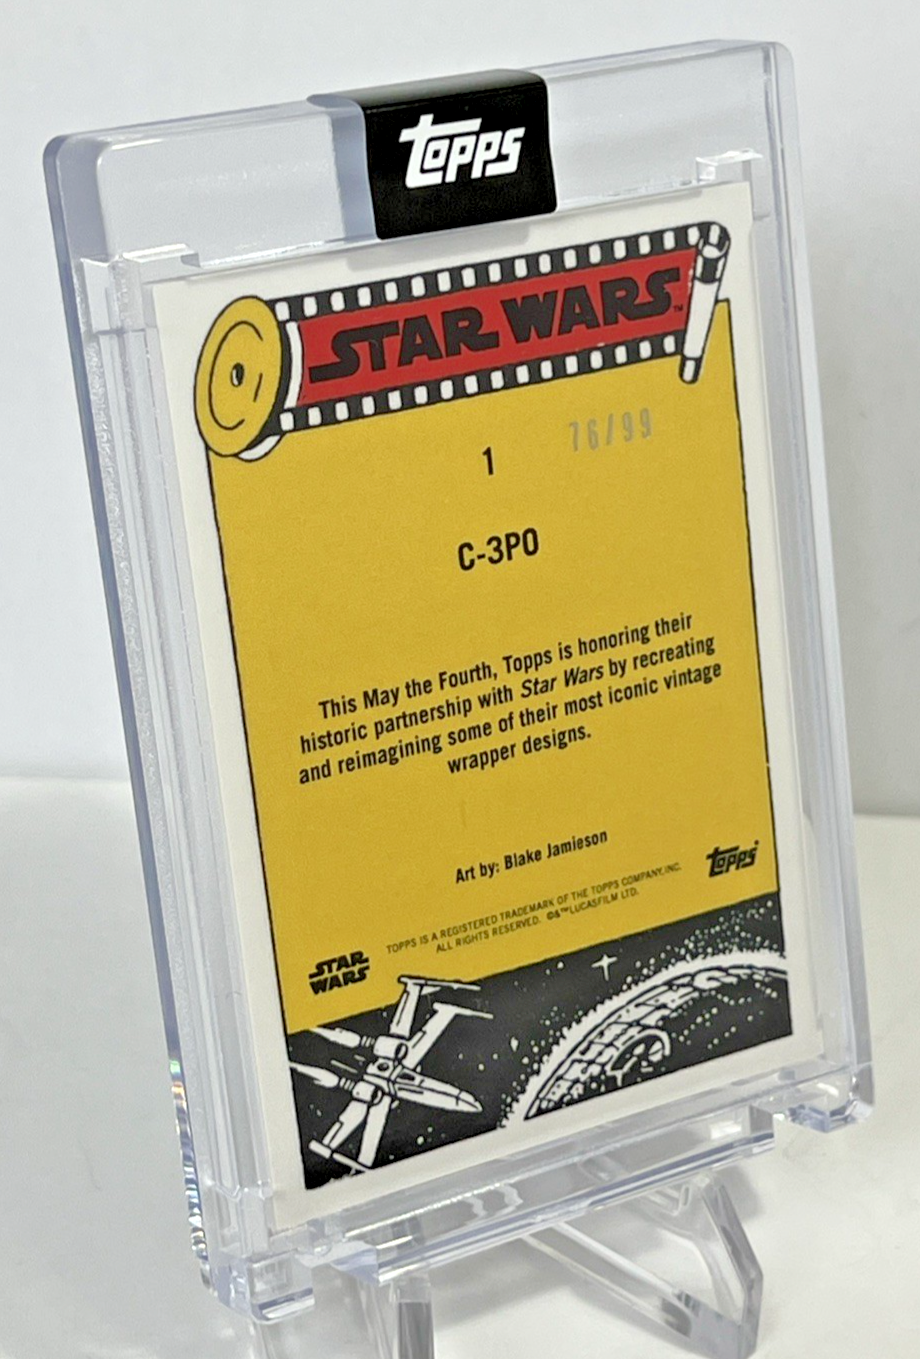 Topps
STAR WARS™
76/99
1
C-3PO
This May the Fourth, Topps is honoring their
historic partnership with Star Wars by recreating
and reimagining some of their most iconic vintage
wrapper designs.
Art by: Blake Jamieson
Topps
TOPPS IS A REGISTERED TRADEMARK OF THE TOPPS COMPANY, INC.
ALL RIGHTS RESERVED. ©&™LUCASFILM LTD.
STAR
WARS